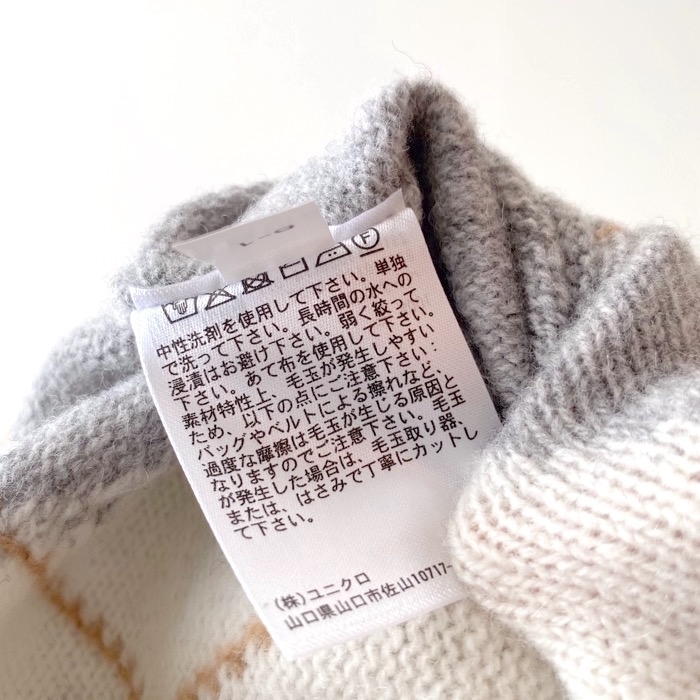 中性洗剤を使用して下さい。単独
で洗って下さい。長時間の水への
浸漬はお避け下さい。弱く絞って
下さい。あて布を使用して下さい。
素材特性上、毛玉が発生しやすい
ため、以下の点にご注意下さい：
バッグやベルトによる擦れなど、
過度な摩擦は毛玉が生じる原因と
なりますのでご注意下さい。毛玉
が発生した場合は、毛玉取り器、
または、はさみで丁寧にカットし
て下さい。
(株)ユニクロ
山口県山口市佐山10717-